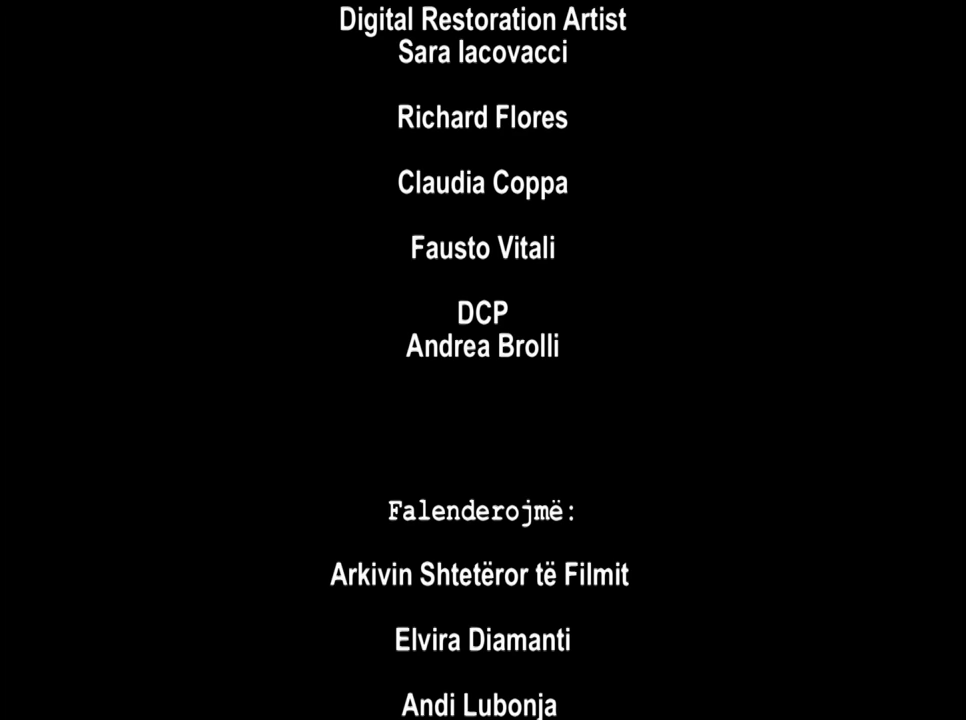 Digital Restoration Artist
Sara Iacovacci
Richard Flores
Claudia Coppa
Fausto Vitali
DCP
Andrea Brolli
Falenderojmë:
Arkivin Shtetëror të Filmit
Elvira Diamanti
Andi Lubonja